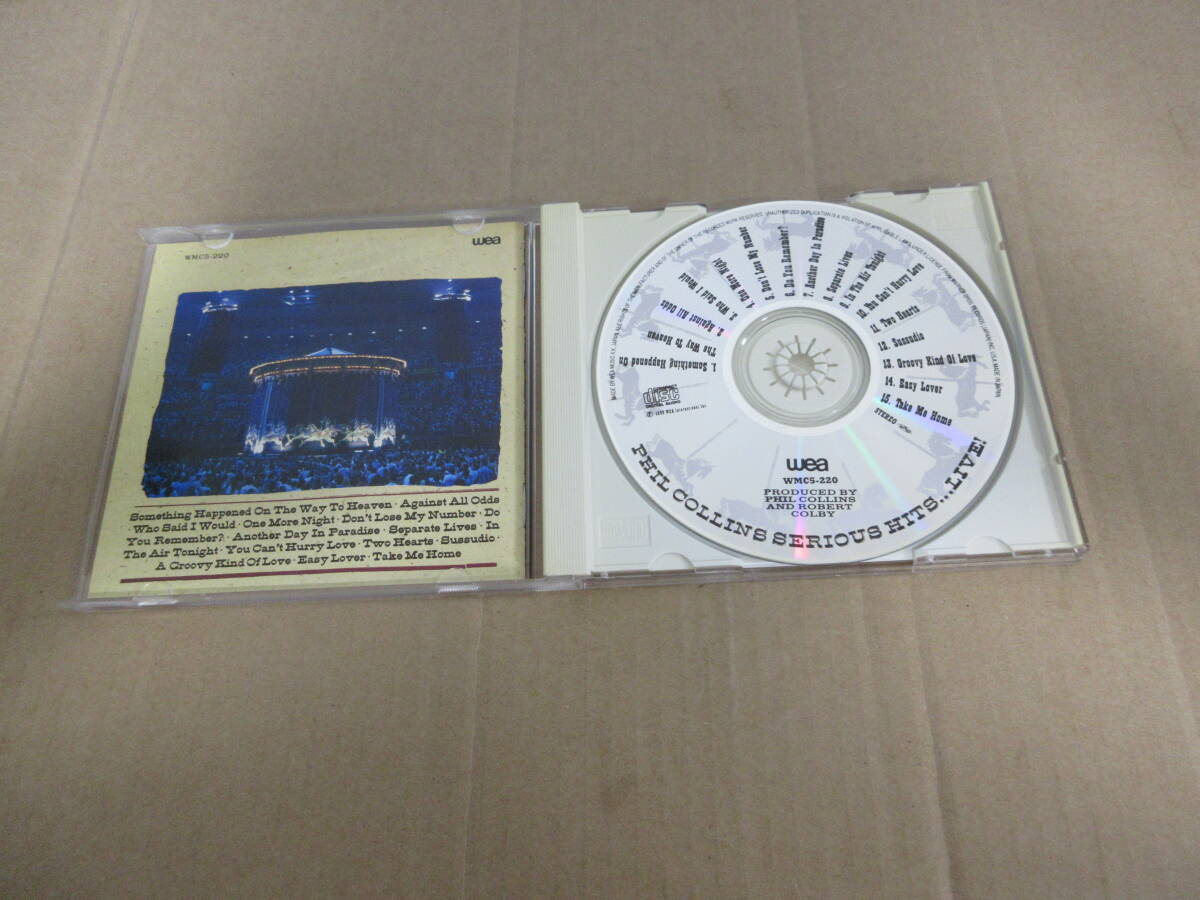 wea
WMC5-220
Something Happened On The Way To Heaven · Against All Odds
· Who Said I Would · One More Night · Don't Lose My Number · Do
You Remember? · Another Day In Paradise · Separate Lives · In
The Air Tonight · You Can't Hurry Love · Two Hearts · Sussudio ·
A Groovy Kind Of Love · Easy Lover · Take Me Home
1. Something Happened On
The Way To Heaven
2. Against All Odds
3. Who Said I Would
4. One More Night
5. Don't Lose My Number
6. Do You Remember?
7. Another Day In Paradise
8. Separate Lives
9. In The Air Tonight
10. You Can't Hurry Love
11. Two Hearts
12. Sussudio
13. Groovy Kind Of Love
14. Easy Lover
15. Take Me Home
STEREO
COMPACT
disc
DIGITAL AUDIO
wea
WMC5-220
PRODUCED BY
PHIL COLLINS
AND ROBERT
COLBY
PHIL COLLINS SERIOUS HITS...LIVE!